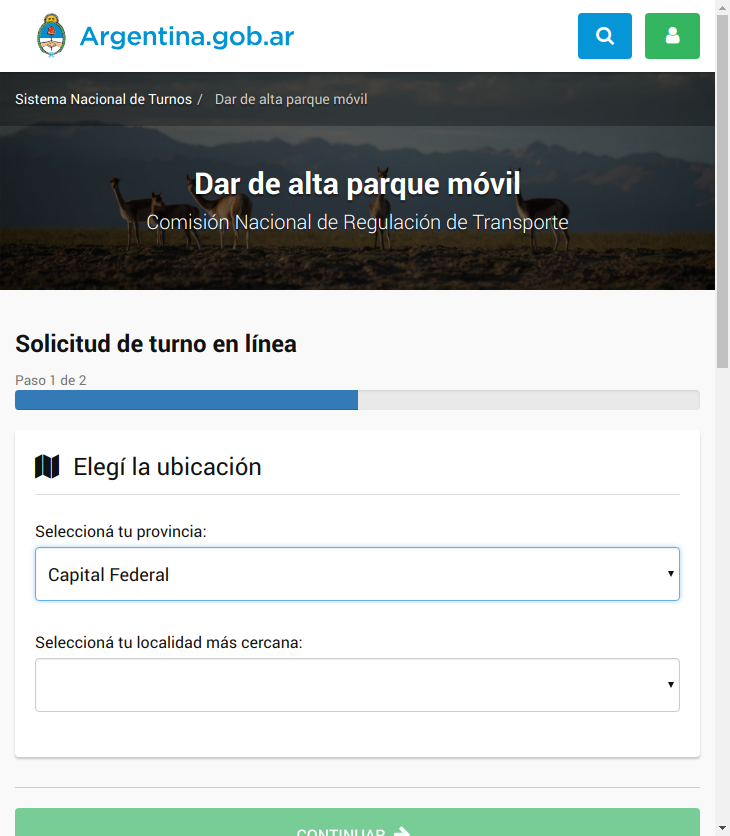 Argentina.gob.ar
Sistema Nacional de Turnos / Dar de alta parque móvil
Dar de alta parque móvil
Comisión Nacional de Regulación de Transporte
Solicitud de turno en línea
Paso 1 de 2
Elegí la ubicación
Seleccioná tu provincia:
Capital Federal
Seleccioná tu localidad más cercana:
CONTINUAR